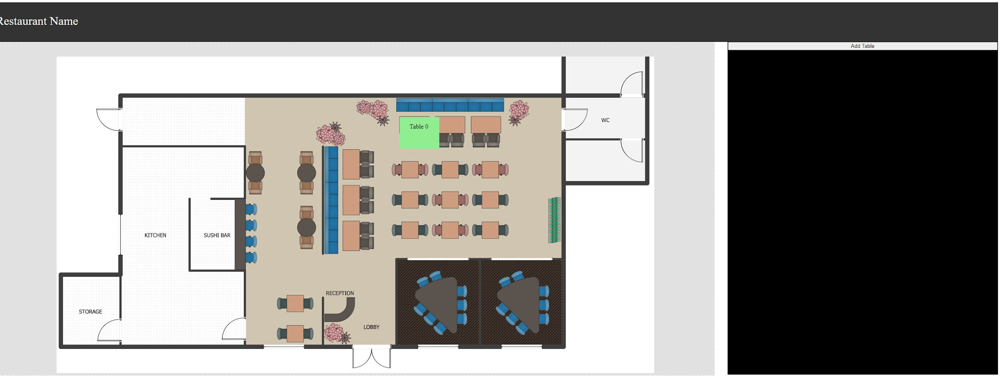 Restaurant Name
Add Table
WC
Table 0
KITCHEN
SUSHI BAR
RECEPTION
STORAGE
LOBBY